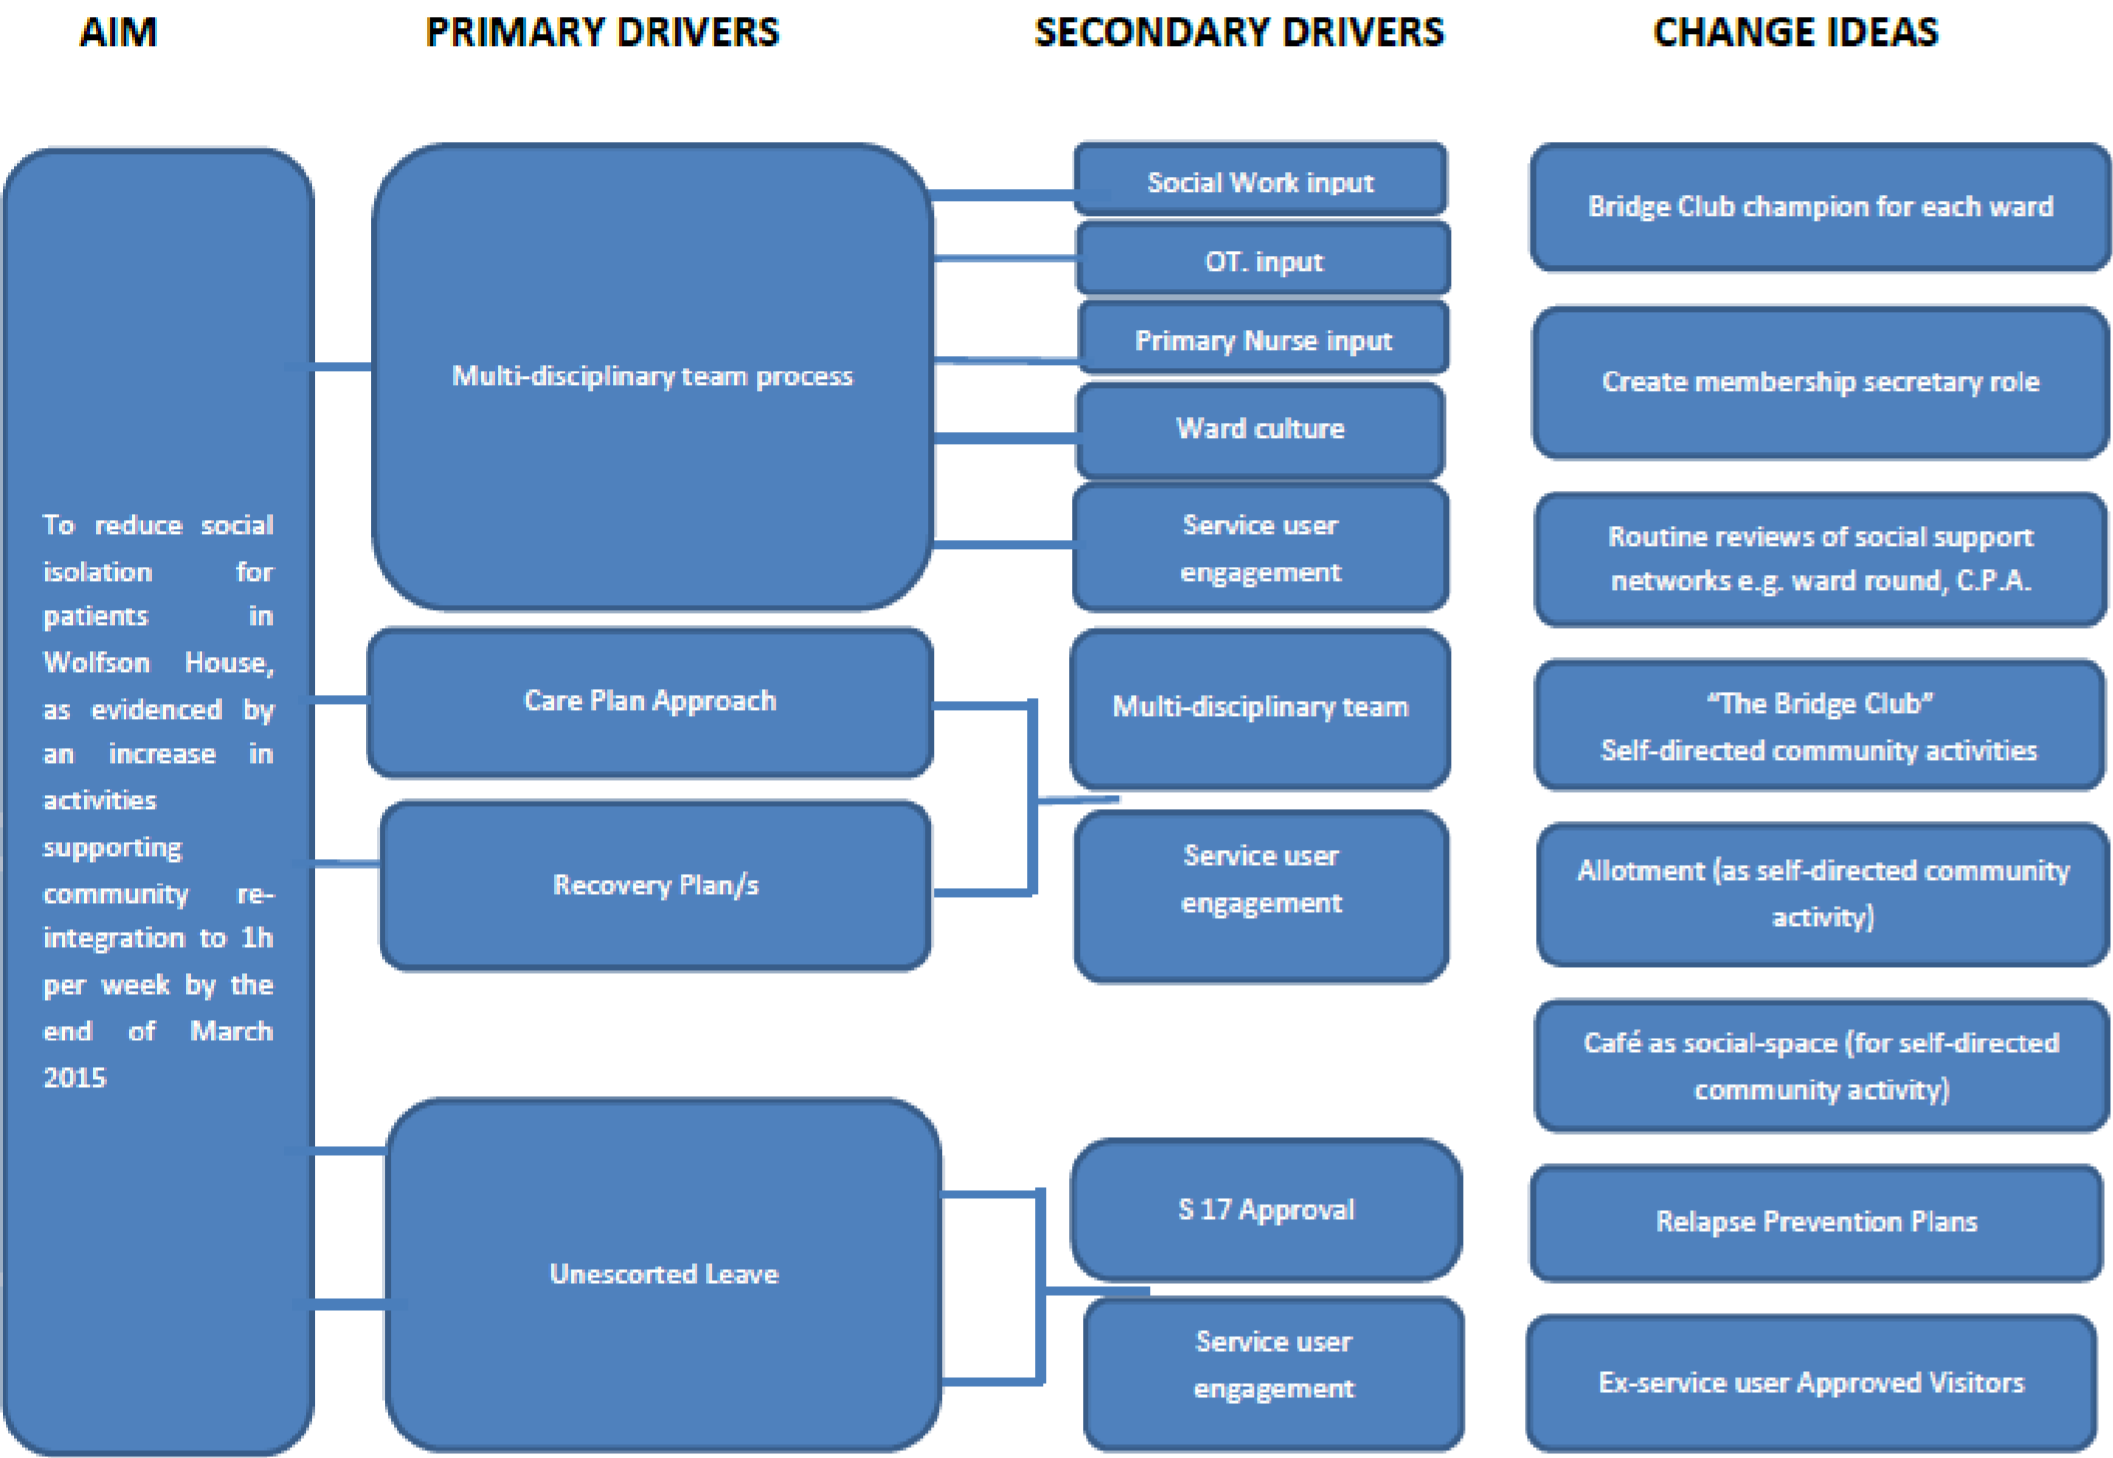 AIM
PRIMARY DRIVERS
SECONDARY DRIVERS
CHANGE IDEAS
To reduce social
isolation for
patients in
Wolfson House,
as evidenced by
an increase in
activities
supporting
community re-
integration to 1h
per week by the
end of March
2015
Multi-disciplinary team process
Care Plan Approach
Recovery Plan/s
Unescorted Leave
Social Work input
OT. input
Primary Nurse input
Ward culture
Service user
engagement
Multi-disciplinary team
Service user
engagement
S 17 Approval
Service user
engagement
Bridge Club champion for each ward
Create membership secretary role
Routine reviews of social support
networks e.g. ward round, C.P.A.
“The Bridge Club”
Self-directed community activities
Allotment (as self-directed community
activity)
Café as social-space (for self-directed
community activity)
Relapse Prevention Plans
Ex-service user Approved Visitors